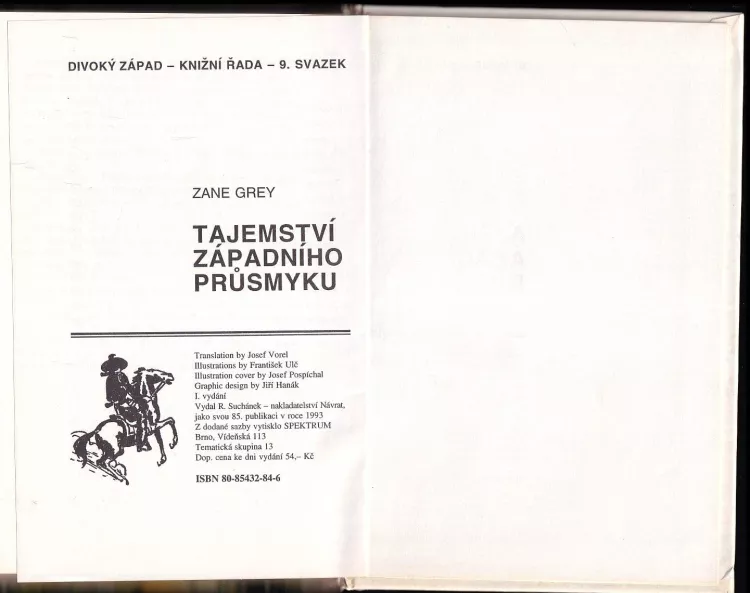 DIVOKÝ ZÁPAD – KNIŽNÍ ŘADA – 9. SVAZEK
ZANE GREY
TAJEMSTVÍ
ZÁPADNÍHO
PRŮSMYKU
Translation by Josef Vorel
Illustrations by František Ulč
Illustration cover by Josef Pospíchal
Graphic design by Jiří Hanák
I. vydání
Vydal R. Suchánek – nakladatelství Návrat,
jako svou 85. publikaci v roce 1993
Z dodané sazby vytisklo SPEKTRUM
Brno, Vídeňská 113
Tematická skupina 13
Dop. cena ke dni vydání 54,– Kč
ISBN 80-85432-84-6